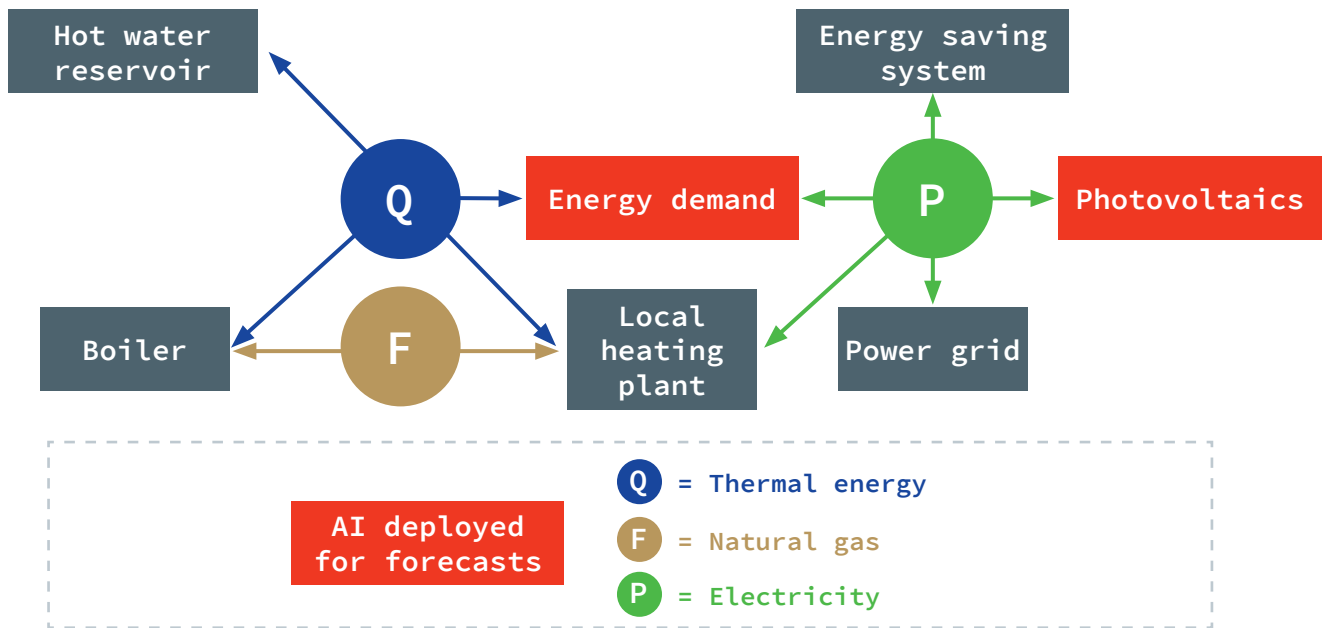 Hot water
reservoir
Energy saving
system
Q
Energy demand
P
Photovoltaics
Boiler
F
Local
heating
plant
Power grid
AI deployed
for forecasts
Q = Thermal energy
F = Natural gas
P = Electricity